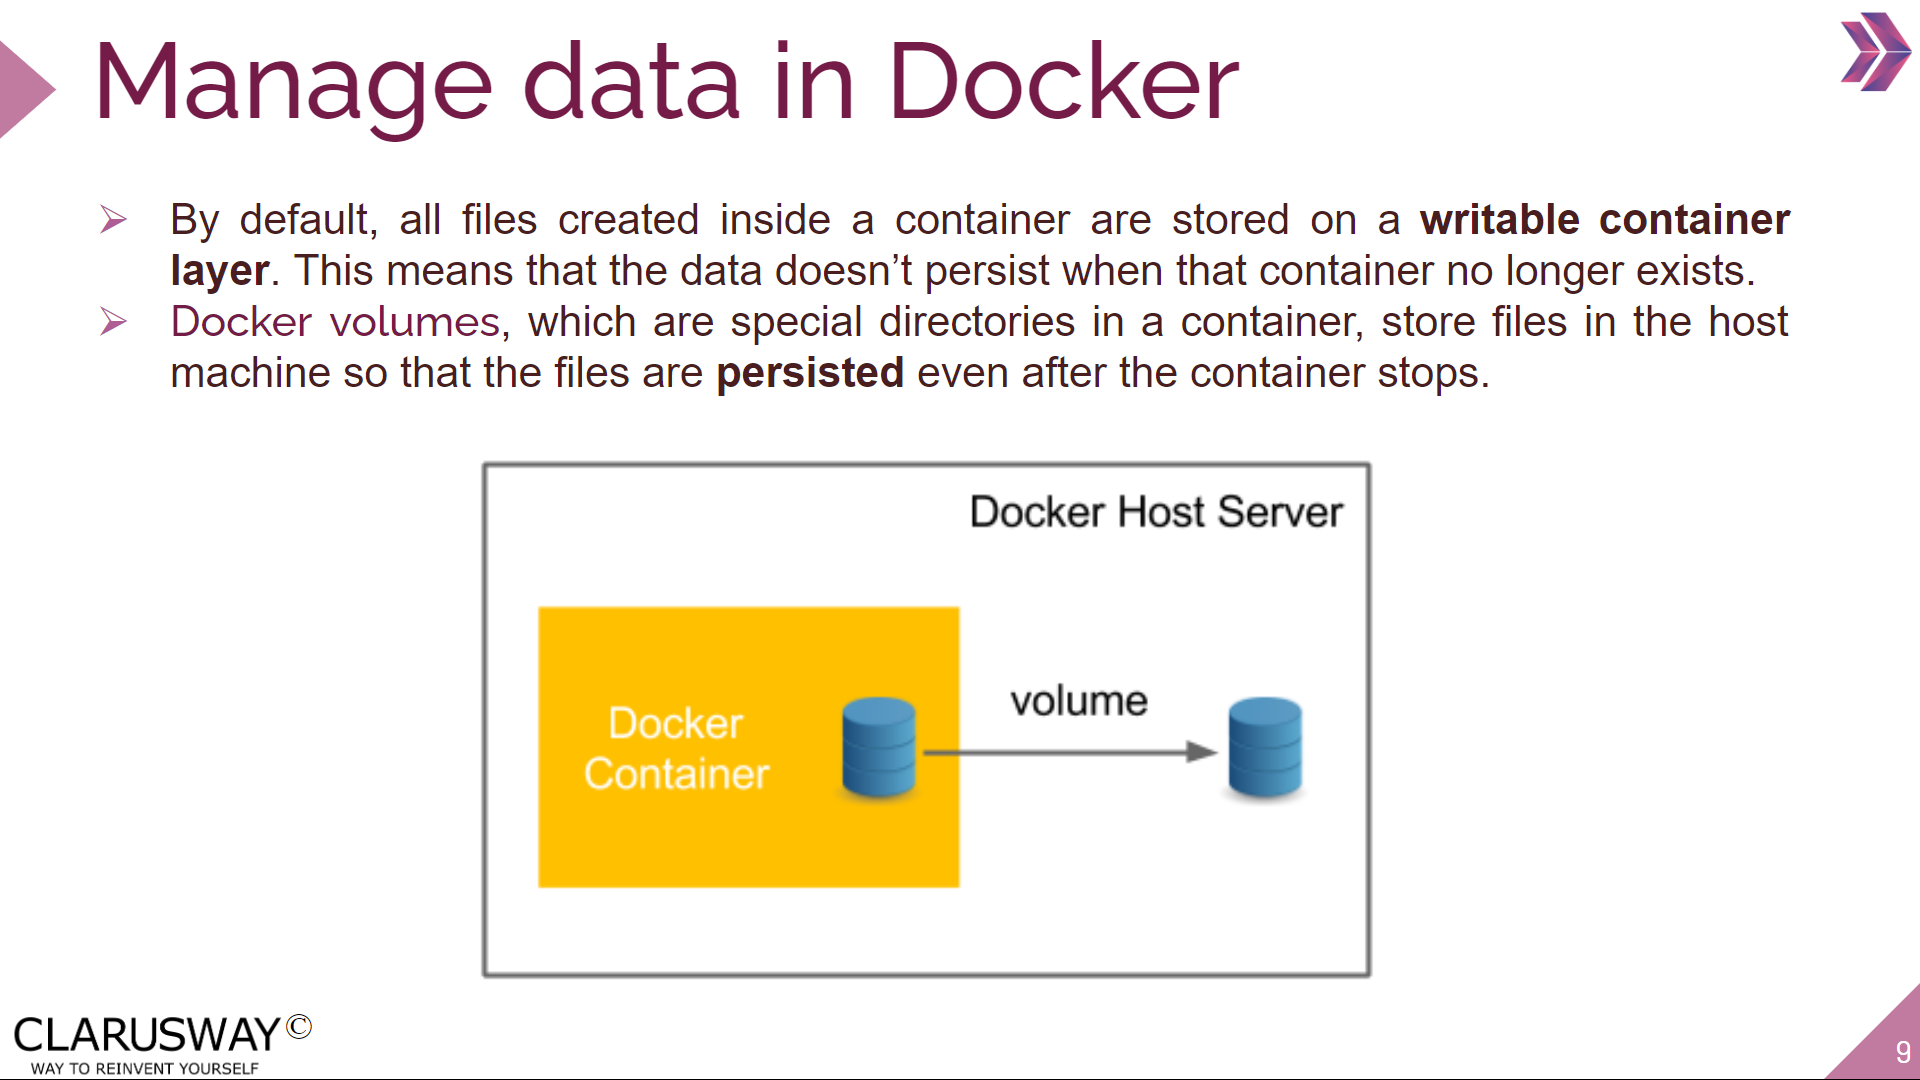 Manage data in Docker
By default, all files created inside a container are stored on a writable container
layer. This means that the data doesn’t persist when that container no longer exists.
Docker volumes, which are special directories in a container, store files in the host
machine so that the files are persisted even after the container stops.
Docker Host Server
Docker
Container
volume
CLARUSWAY©
WAY TO REINVENT YOURSELF
9